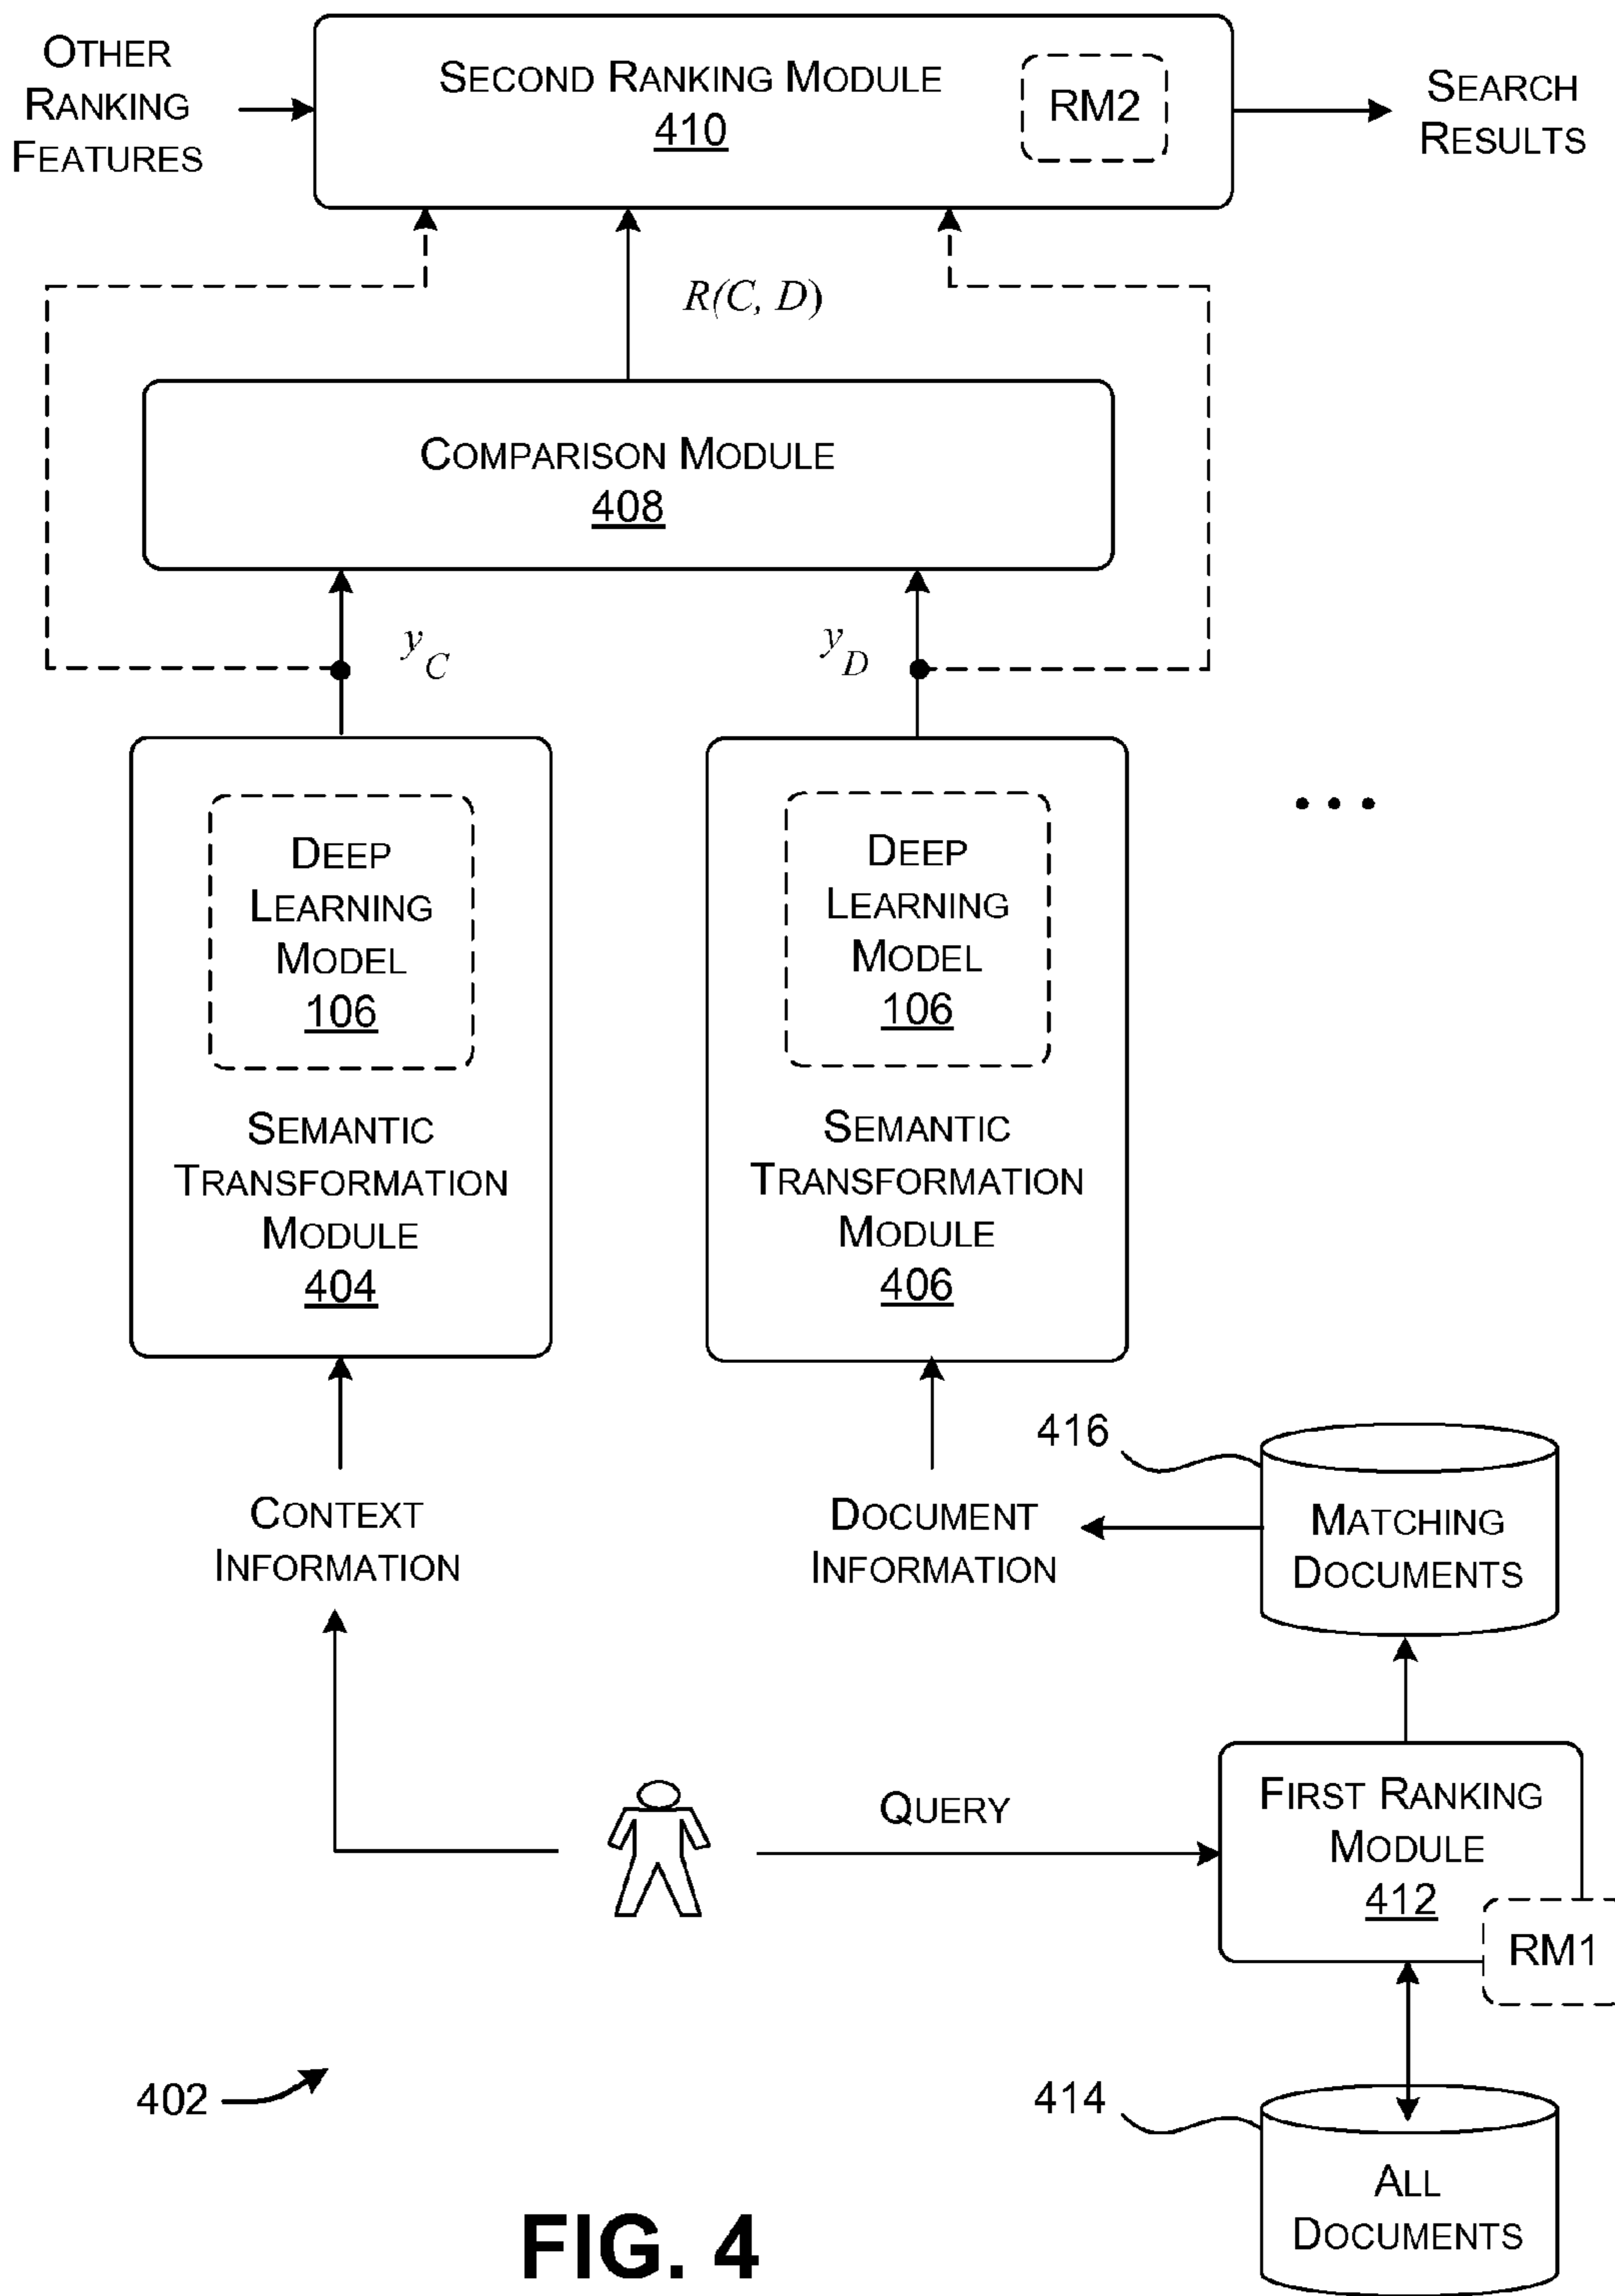 OTHER
RANKING
FEATURES
SECOND RANKING MODULE
410
RM2
SEARCH
RESULTS
R(C, D)
COMPARISON MODULE
408
y C
y D
DEEP
LEARNING
MODEL
106
SEMANTIC
TRANSFORMATION
MODULE
404
DEEP
LEARNING
MODEL
106
SEMANTIC
TRANSFORMATION
MODULE
406
. . .
CONTEXT
INFORMATION
DOCUMENT
INFORMATION
416
MATCHING
DOCUMENTS
QUERY
FIRST RANKING
MODULE
412
RM1
402
414
ALL
DOCUMENTS
FIG. 4